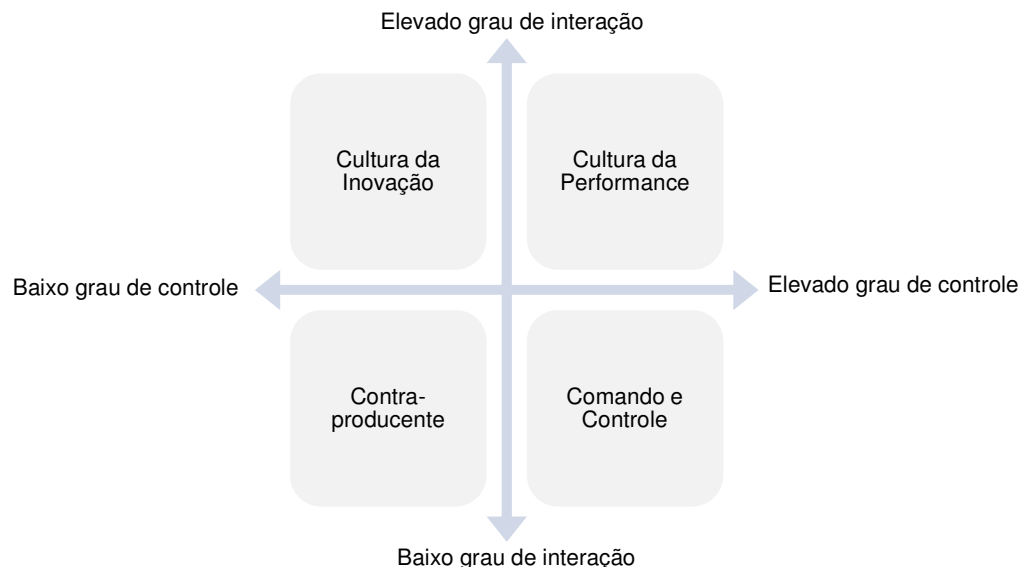 Elevado grau de interação
Cultura da
Inovação
Cultura da
Performance
Baixo grau de controle
Elevado grau de controle
Contra-
producente
Comando e
Controle
Baixo grau de interação